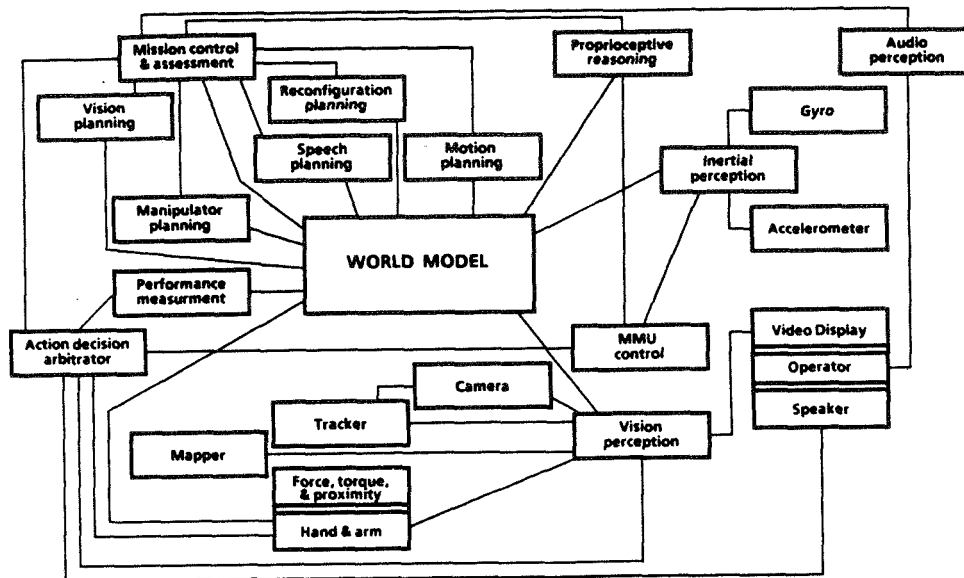 Mission control
& assessment
Proprioceptive
reasoning
Audio
perception
Vision
planning
Reconfiguration
planning
Gyro
Speech
planning
Motion
planning
Inertial
perception
Manipulator
planning
Accelerometer
WORLD MODEL
Performance
measurment
Action decision
arbitrator
MMU
control
Video Display
Operator
Speaker
Camera
Tracker
Vision
perception
Mapper
Force, torque,
& proximity
Hand & arm